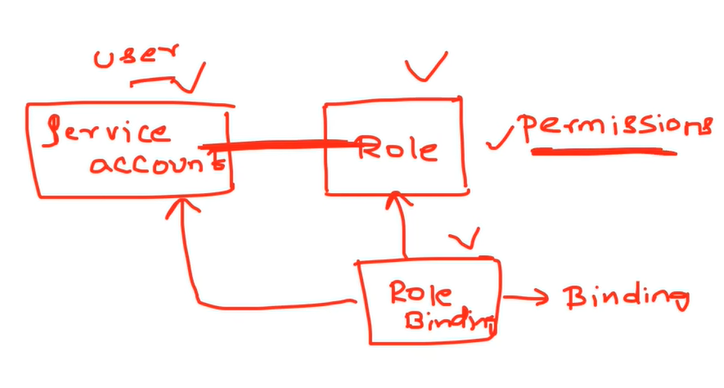 user
Service
account
Role
Permissions
Role
Binding
Binding